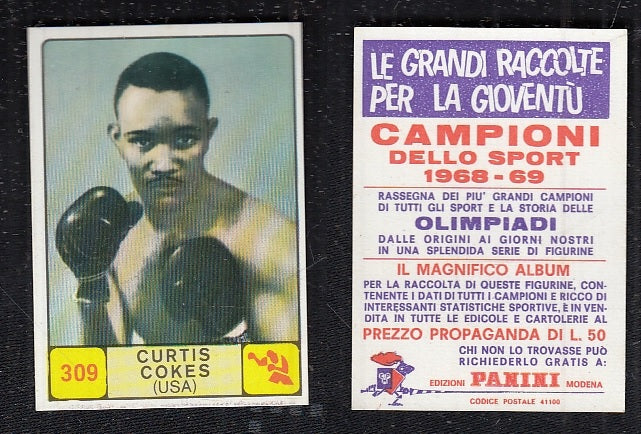 309
CURTIS
COKES
(USA)
LE GRANDI RACCOLTE
PER LA GIOVENTÙ
CAMPIONI
DELLO SPORT
1968-69
RASSEGNA DEI PIU' GRANDI CAMPIONI
DI TUTTI GLI SPORT E LA STORIA DELLE
OLIMPIADI
DALLE ORIGINI AI GIORNI NOSTRI
IN UNA SPLENDIDA SERIE DI FIGURINE
IL MAGNIFICO ALBUM
PER LA RACCOLTA DI QUESTE FIGURINE, CON-
TENENTE I DATI DI TUTTI I CAMPIONI E RICCO DI
INTERESSANTI STATISTICHE SPORTIVE, È IN VEN-
DITA IN TUTTE LE EDICOLE E CARTOLERIE AL
PREZZO PROPAGANDA DI L. 50
CHI NON LO TROVASSE PUÒ
RICHIEDERLO GRATIS A:
EDIZIONI PANINI MODENA
CODICE POSTALE 41100